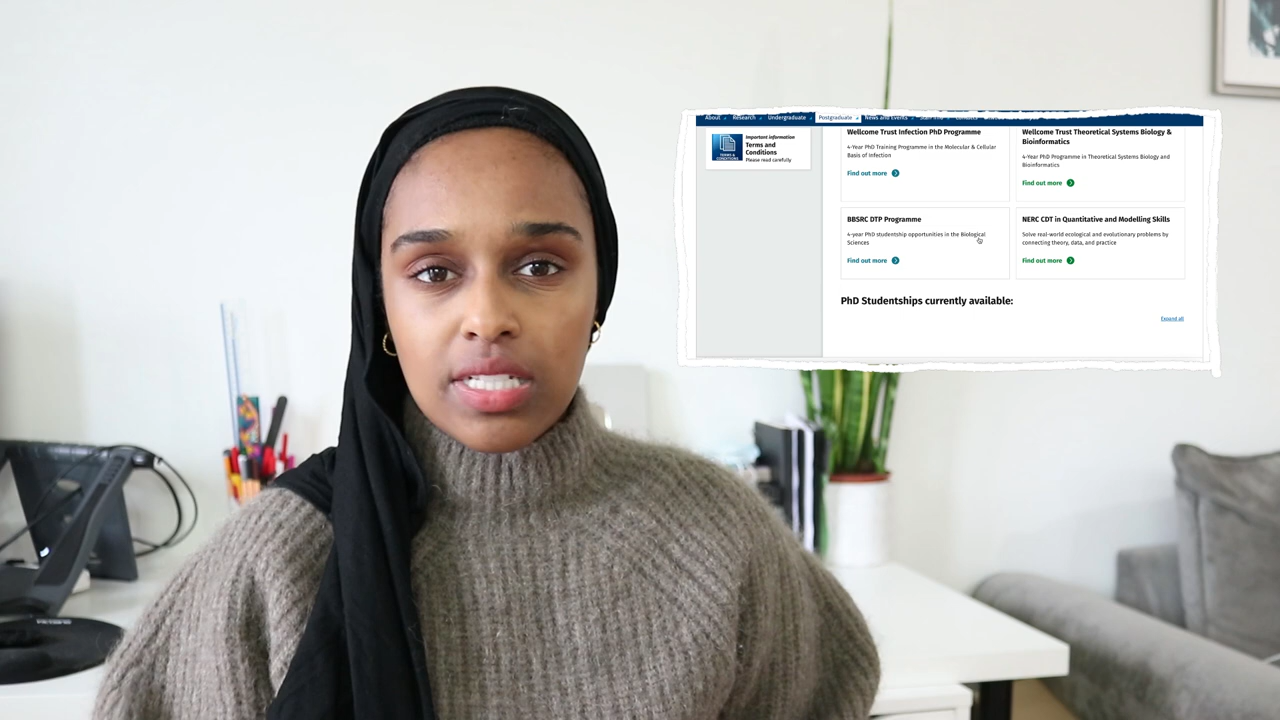 About Research Undergraduate Postgraduate News and Events
Important information
Terms and
Conditions
Please read carefully
TERMS &
CONDITIONS
Wellcome Trust Infection PhD Programme
4-Year PhD Training Programme in the Molecular & Cellular
Basis of Infection
Find out more
Wellcome Trust Theoretical Systems Biology &
Bioinformatics
4-Year PhD Programme in Theoretical Systems Biology and
Bioinformatics
Find out more
BBSRC DTP Programme
4-year PhD studentship opportunities in the Biological
Sciences
Find out more
NERC CDT in Quantitative and Modelling Skills
Solve real-world ecological and evolutionary problems by
connecting theory, data, and practice
Find out more
PhD Studentships currently available:
Expand all